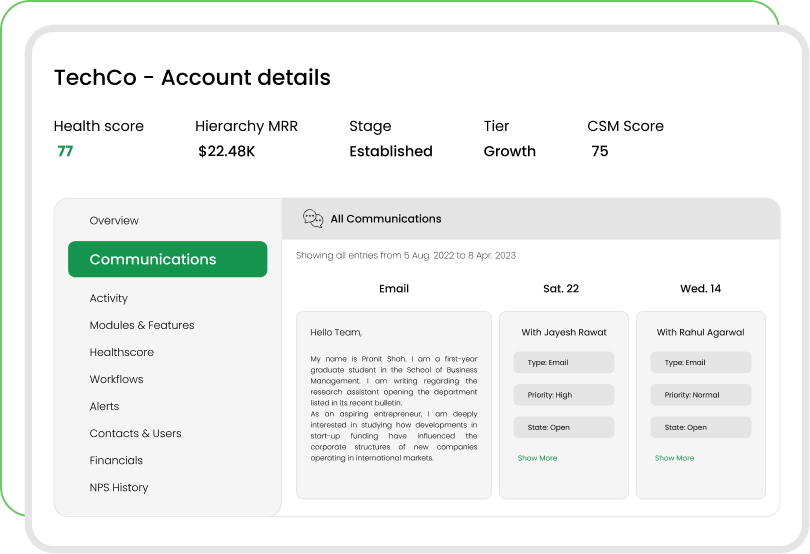 TechCo - Account details
Health score
77
Hierarchy MRR
$22.48K
Stage
Established
Tier
Growth
CSM Score
75
Overview
Communications
Activity
Modules & Features
Healthscore
Workflows
Alerts
Contacts & Users
Financials
NPS History
All Communications
Showing all entries from 5 Aug. 2022 to 8 Apr. 2023
Email
Hello Team,
My name is Pranit Shah. I am a first-year
graduate student in the School of Business
Management. I am writing regarding the
research assistant opening the department
listed in its recent bulletin.
As an aspiring entrepreneur, I am deeply
interested in studying how developments in
start-up funding have influenced the
corporate structures of new companies
operating in international markets.
Sat. 22
With Jayesh Rawat
Type: Email
Priority: High
State: Open
Show More
Wed. 14
With Rahul Agarwal
Type: Email
Priority: Normal
State: Open
Show More